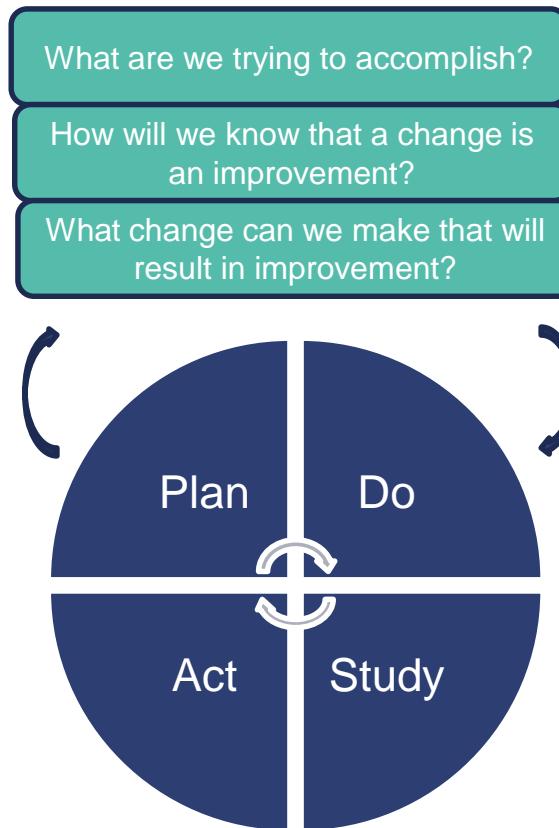 What are we trying to accomplish?
How will we know that a change is
an improvement?
What change can we make that will
result in improvement?
Plan
Do
Act
Study